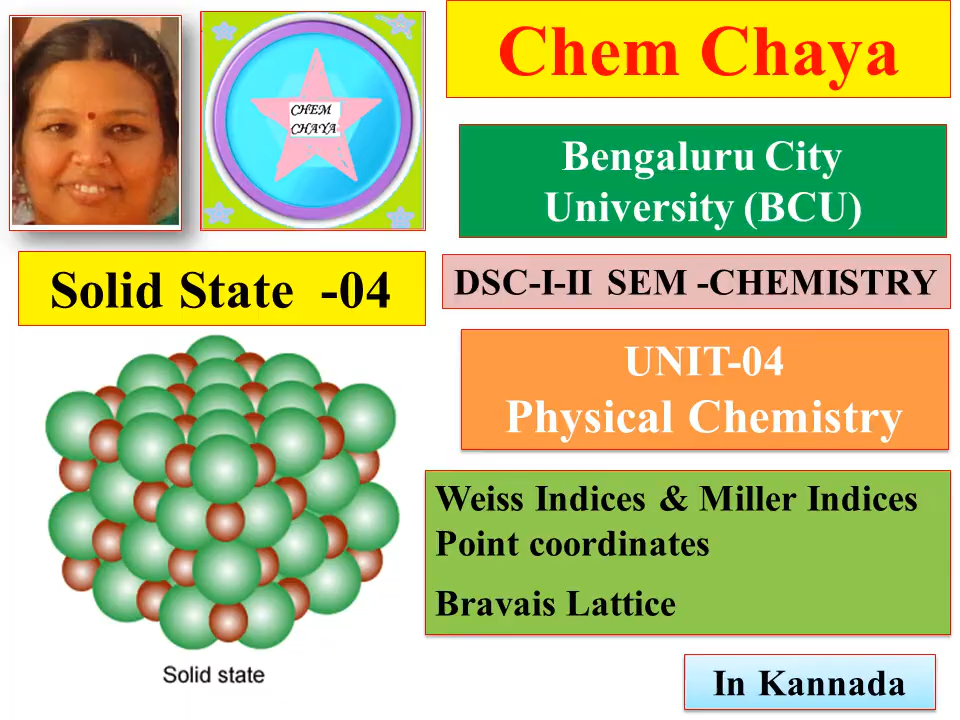 CHEM
CHAYA
Chem Chaya
Bengaluru City
University (BCU)
Solid State -04
DSC-I-II SEM -CHEMISTRY
UNIT-04
Physical Chemistry
Weiss Indices & Miller Indices
Point coordinates
Bravais Lattice
Solid state
In Kannada